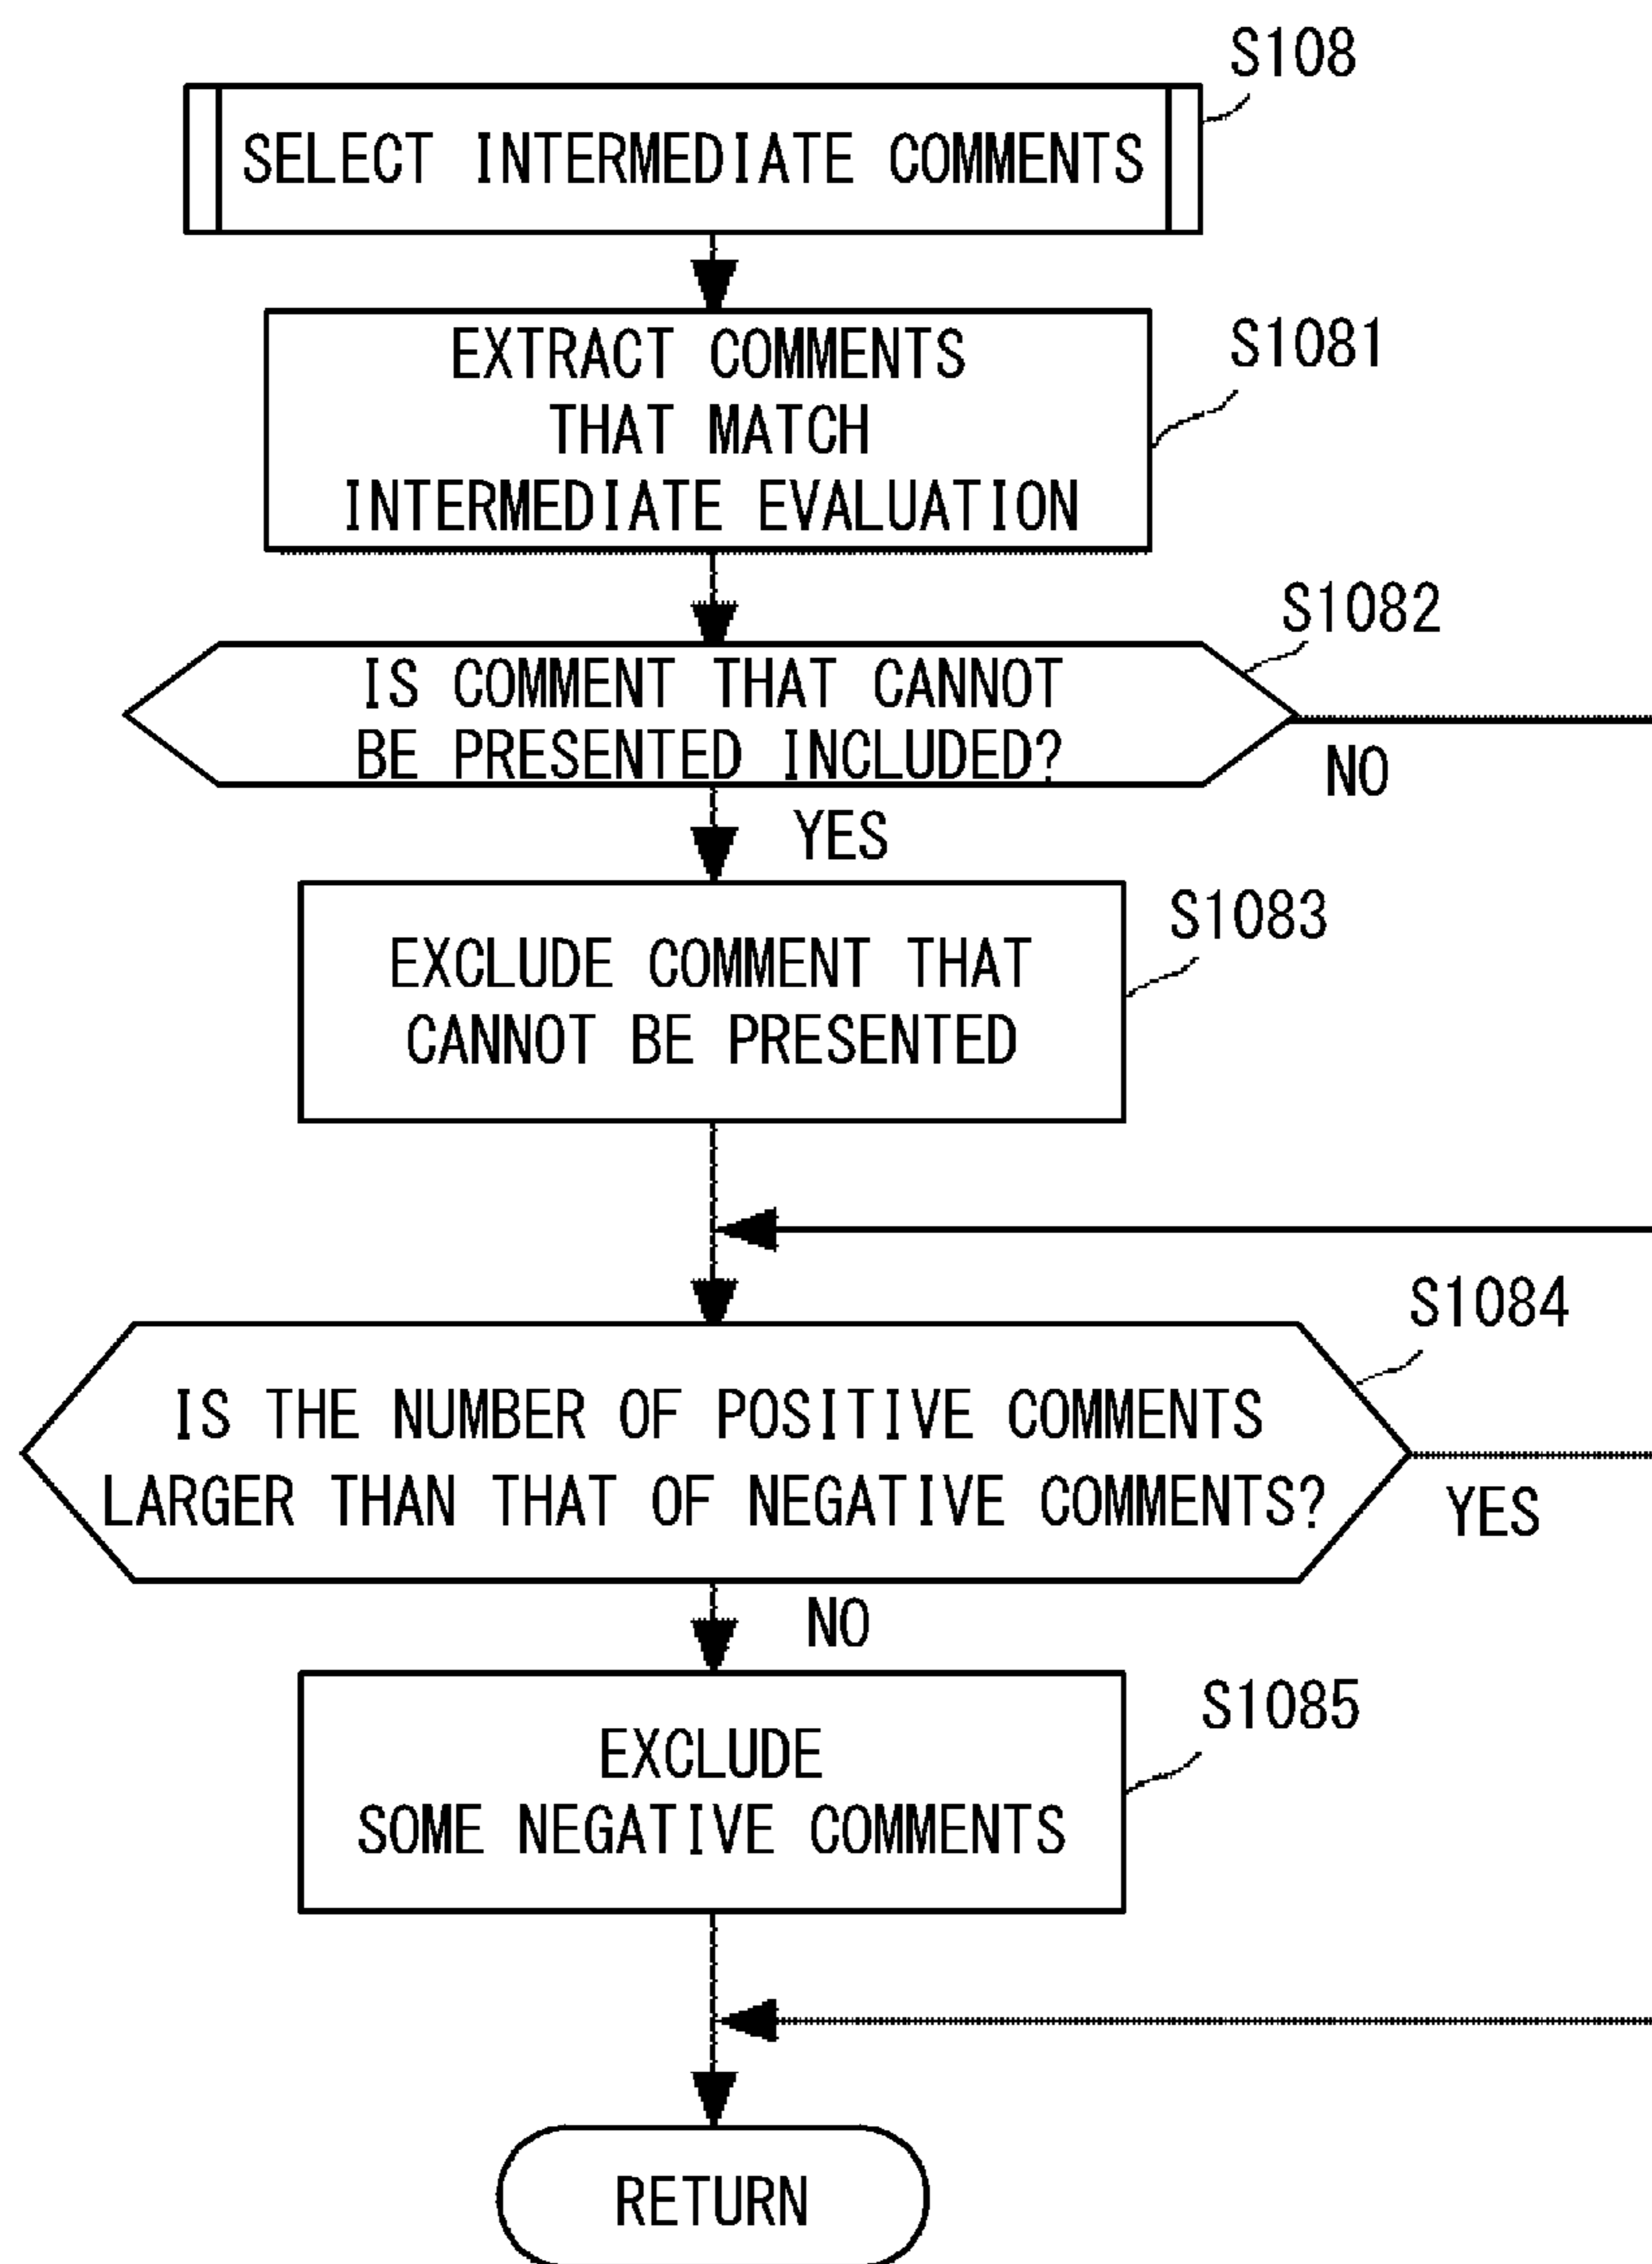 S108
SELECT INTERMEDIATE COMMENTS
S1081
EXTRACT COMMENTS
THAT MATCH
INTERMEDIATE EVALUATION
S1082
IS COMMENT THAT CANNOT
BE PRESENTED INCLUDED?
NO
YES
S1083
EXCLUDE COMMENT THAT
CANNOT BE PRESENTED
S1084
IS THE NUMBER OF POSITIVE COMMENTS
LARGER THAN THAT OF NEGATIVE COMMENTS?
YES
NO
S1085
EXCLUDE
SOME NEGATIVE COMMENTS
RETURN